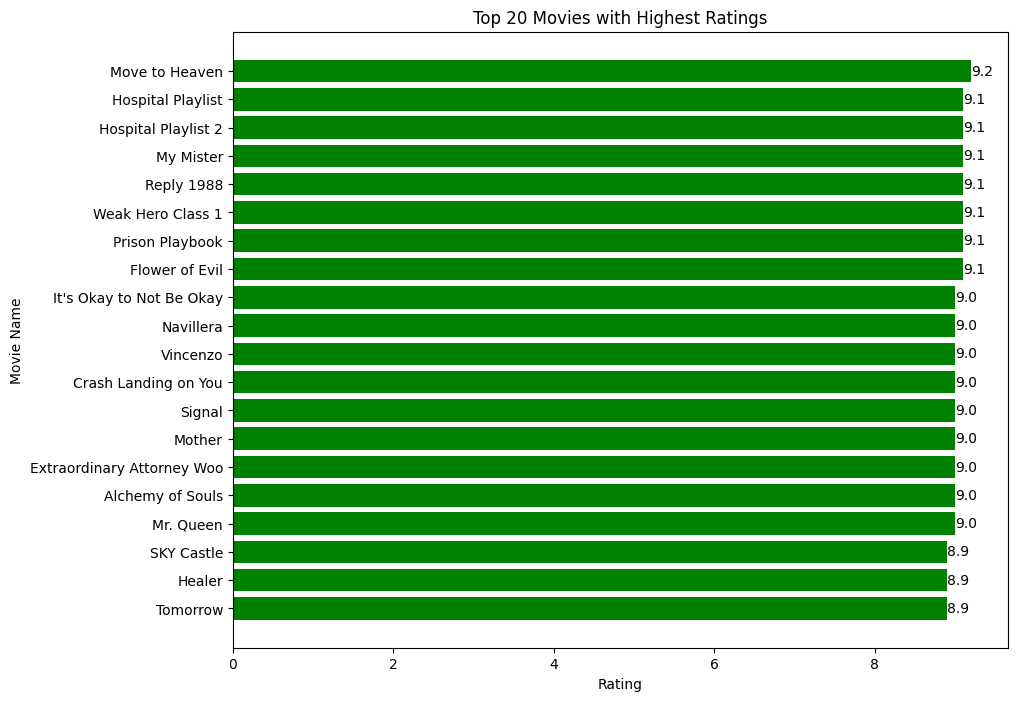 Top 20 Movies with Highest Ratings
Movie Name
Move to Heaven 9.2
Hospital Playlist 9.1
Hospital Playlist 2 9.1
My Mister 9.1
Reply 1988 9.1
Weak Hero Class 1 9.1
Prison Playbook 9.1
Flower of Evil 9.1
It's Okay to Not Be Okay 9.0
Navillera 9.0
Vincenzo 9.0
Crash Landing on You 9.0
Signal 9.0
Mother 9.0
Extraordinary Attorney Woo 9.0
Alchemy of Souls 9.0
Mr. Queen 9.0
SKY Castle 8.9
Healer 8.9
Tomorrow 8.9
0 2 4 6 8
Rating